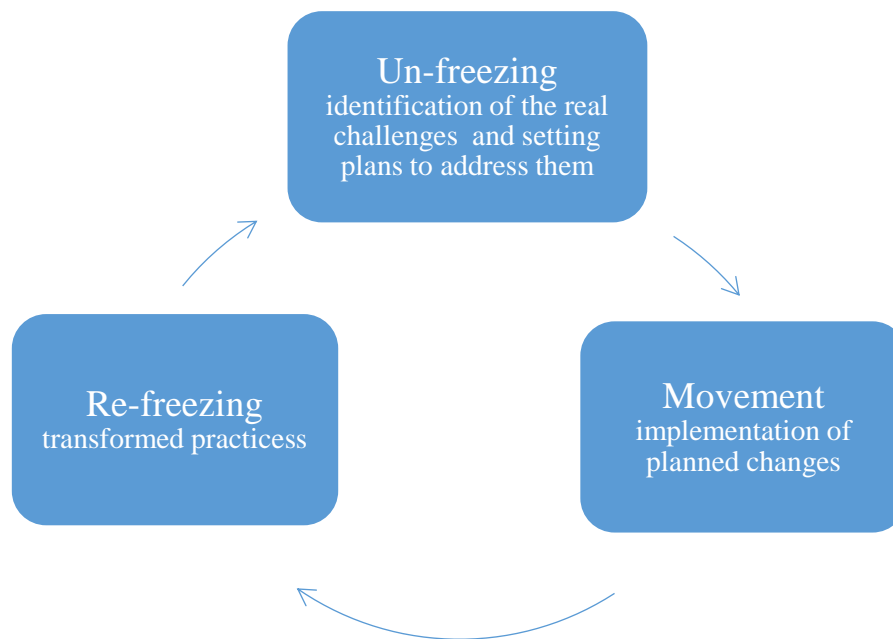 Un-freezing
identification of the real
challenges and setting
plans to address them
Re-freezing
transformed practicess
Movement
implementation of
planned changes